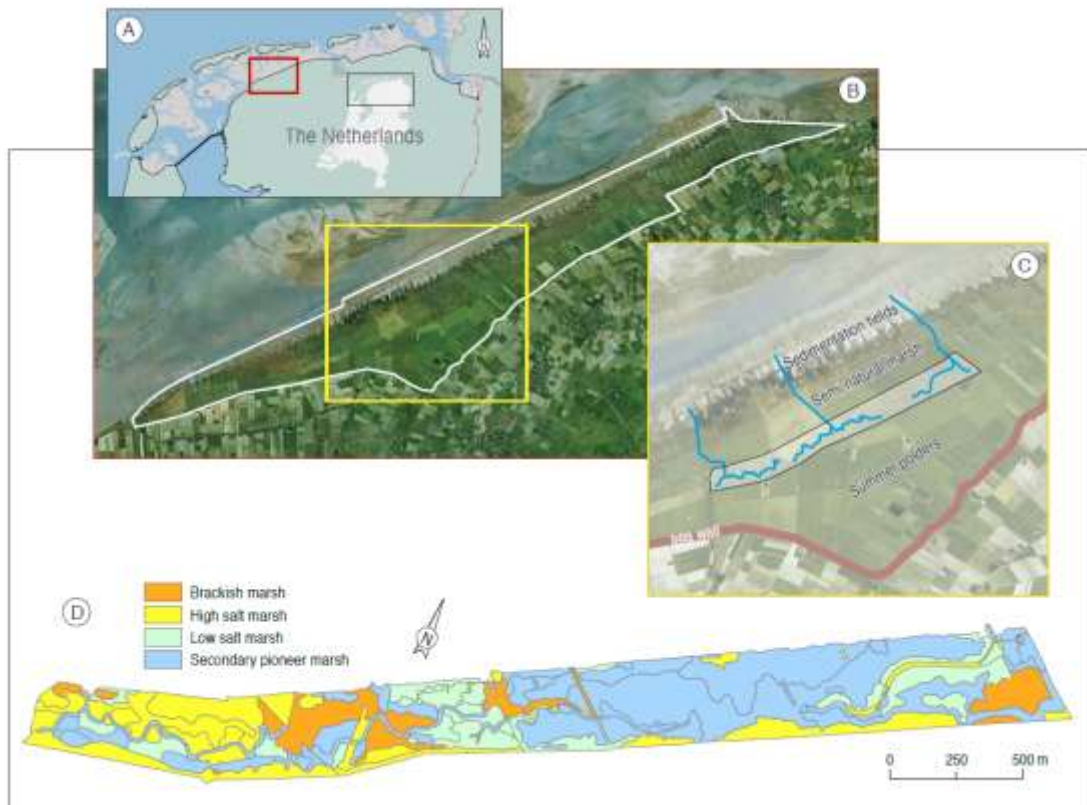 A
The Netherlands
B
C
Sedimentation fields
Semi-natural marsh
Summer polders
D
Brackish marsh
High salt marsh
Low salt marsh
Secondary pioneer marsh
N
0 250 500 m